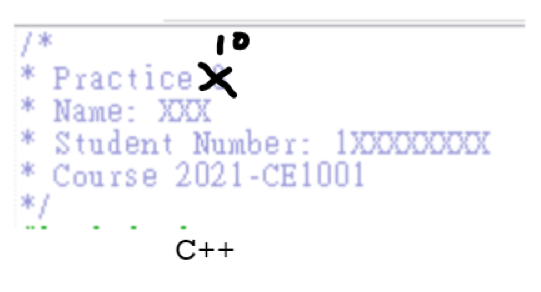 /*
10
* Practice
* Name: XXX
* Student Number: 1XXXXXXXX
* Course 2021-CE1001
*/
C++